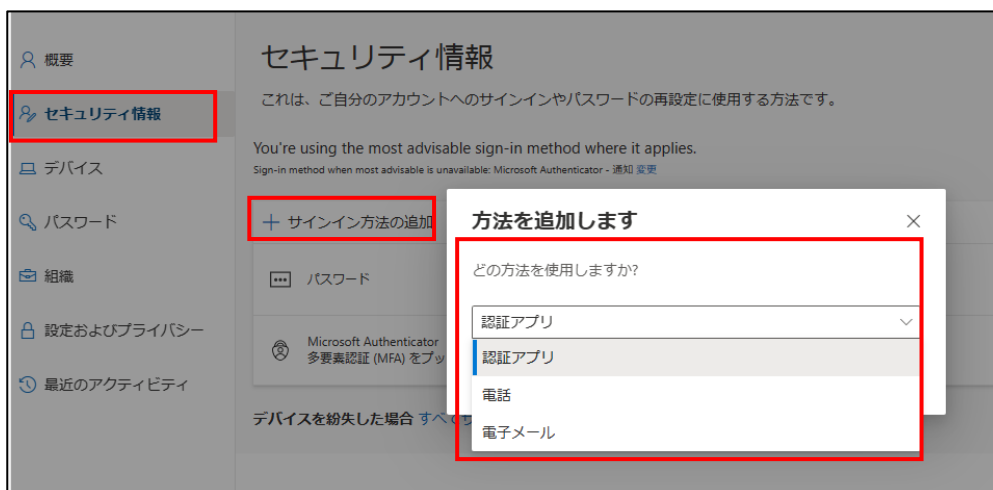 概要
セキュリティ情報
デバイス
パスワード
組織
設定およびプライバシー
最近のアクティビティ
セキュリティ情報
これは、ご自分のアカウントへのサインインやパスワードの再設定に使用する方法です。
You're using the most advisable sign-in method where it applies.
Sign-in method when most advisable is unavailable: Microsoft Authenticator - 通知 変更
+ サインイン方法の追加
パスワード
Microsoft Authenticator
多要素認証 (MFA) をプッ
デバイスを紛失した場合 すべて
方法を追加します
どの方法を使用しますか?
認証アプリ
認証アプリ
電話
電子メール